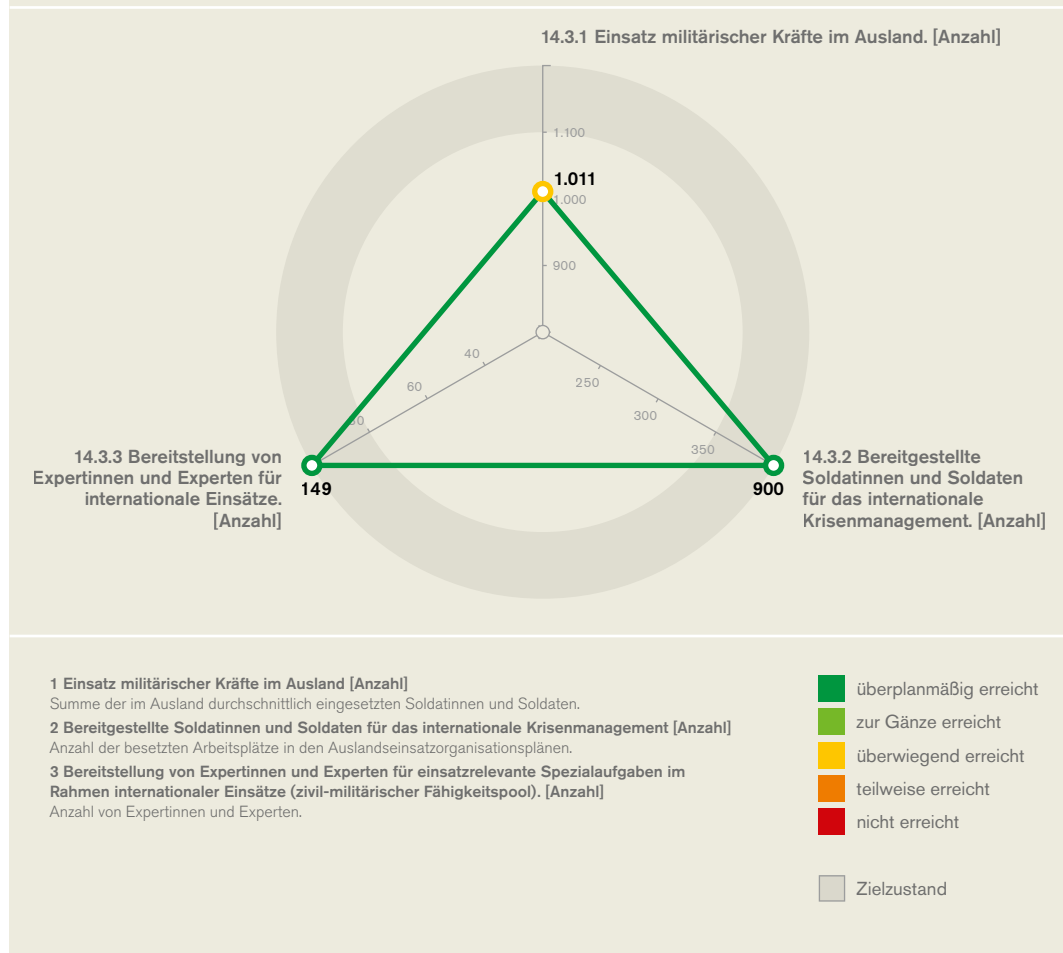 14.3.1 Einsatz militärischer Kräfte im Ausland. [Anzahl]
1.100
1.011
1.000
900
40
60
80
250
300
350
14.3.3 Bereitstellung von
Expertinnen und Experten für
internationale Einsätze.
[Anzahl]
149
900
14.3.2 Bereitgestellte
Soldatinnen und Soldaten
für das internationale
Krisenmanagement. [Anzahl]
1 Einsatz militärischer Kräfte im Ausland [Anzahl]
Summe der im Ausland durchschnittlich eingesetzten Soldatinnen und Soldaten.
2 Bereitgestellte Soldatinnen und Soldaten für das internationale Krisenmanagement [Anzahl]
Anzahl der besetzten Arbeitsplätze in den Auslandseinsatzorganisationsplänen.
3 Bereitstellung von Expertinnen und Experten für einsatzrelevante Spezialaufgaben im
Rahmen internationaler Einsätze (zivil-militärischer Fähigkeitspool). [Anzahl]
Anzahl von Expertinnen und Experten.
überplanmäßig erreicht
zur Gänze erreicht
überwiegend erreicht
teilweise erreicht
nicht erreicht
Zielzustand